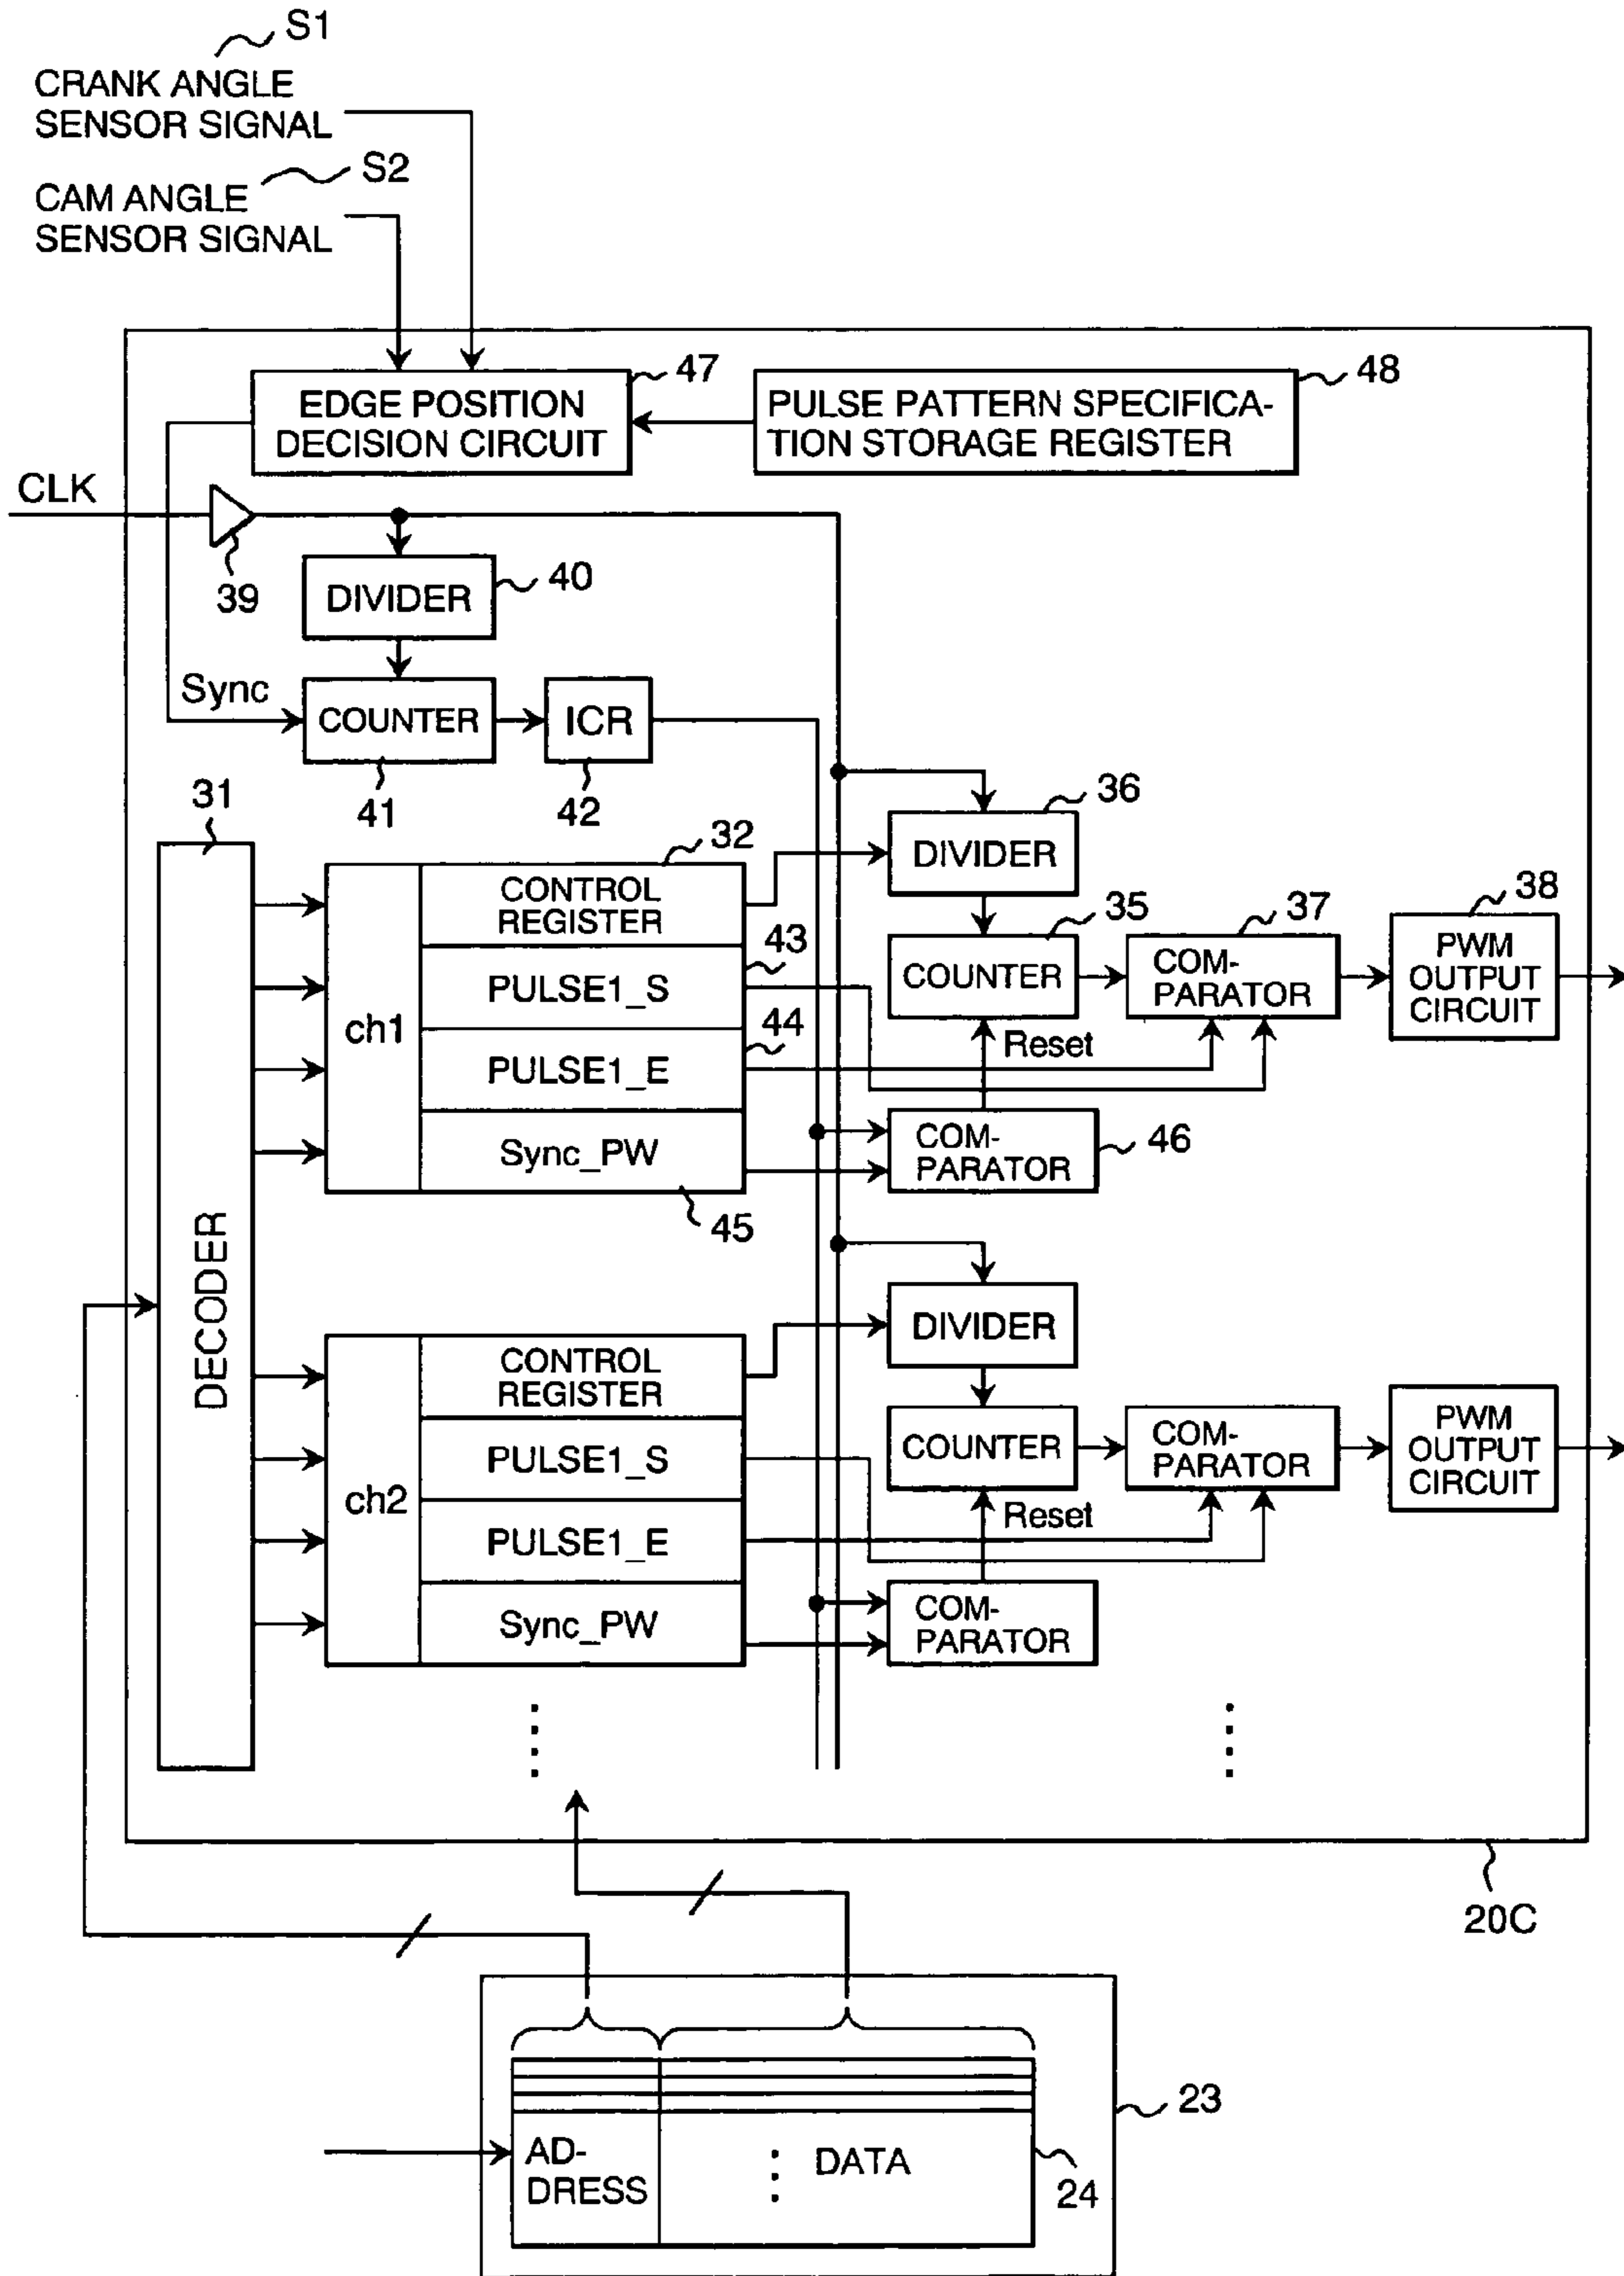 S1
CRANK ANGLE
SENSOR SIGNAL
S2
CAM ANGLE
SENSOR SIGNAL
47
EDGE POSITION
DECISION CIRCUIT
48
PULSE PATTERN SPECIFICA-
TION STORAGE REGISTER
CLK
39
DIVIDER
40
Sync
COUNTER
41
ICR
42
31
DECODER
32
ch1
CONTROL
REGISTER
43
PULSE1_S
44
PULSE1_E
Sync_PW
45
36
DIVIDER
35
COUNTER
Reset
37
COM-
PARATOR
38
PWM
OUTPUT
CIRCUIT
COM-
PARATOR
46
ch2
CONTROL
REGISTER
PULSE1_S
PULSE1_E
Sync_PW
DIVIDER
COUNTER
Reset
COM-
PARATOR
PWM
OUTPUT
CIRCUIT
COM-
PARATOR
20C
23
AD-
DRESS
DATA
24